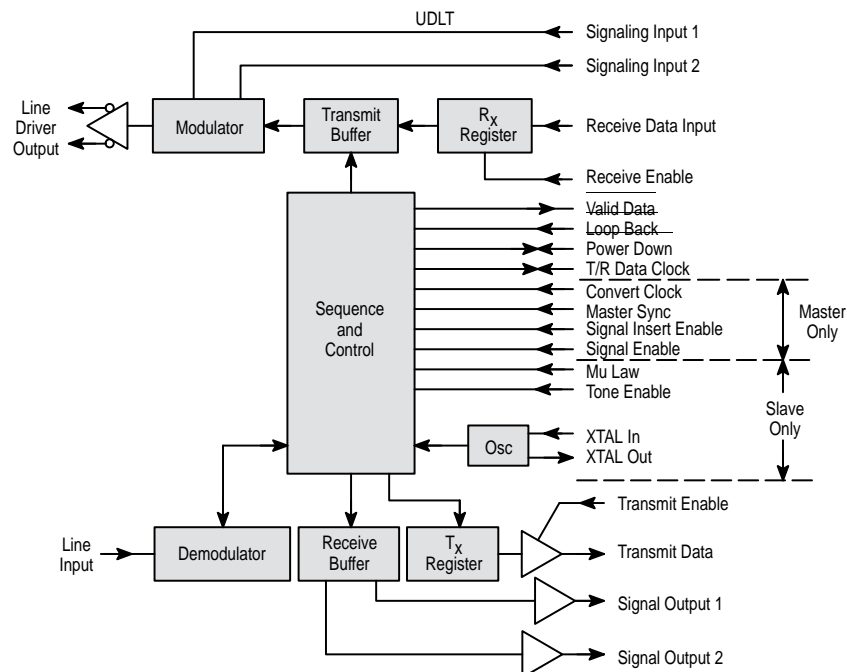 UDLT
Signaling Input 1
Signaling Input 2
Line
Driver
Output
Modulator
Transmit
Buffer
RX
Register
Receive Data Input
Receive Enable
Valid Data
Loop Back
Power Down
T/R Data Clock
Convert Clock
Master Sync
Signal Insert Enable
Signal Enable
Master
Only
Sequence
and
Control
Mu Law
Tone Enable
Slave
Only
Osc
XTAL In
XTAL Out
Transmit Enable
Line
Input
Demodulator
Receive
Buffer
TX
Register
Transmit Data
Signal Output 1
Signal Output 2